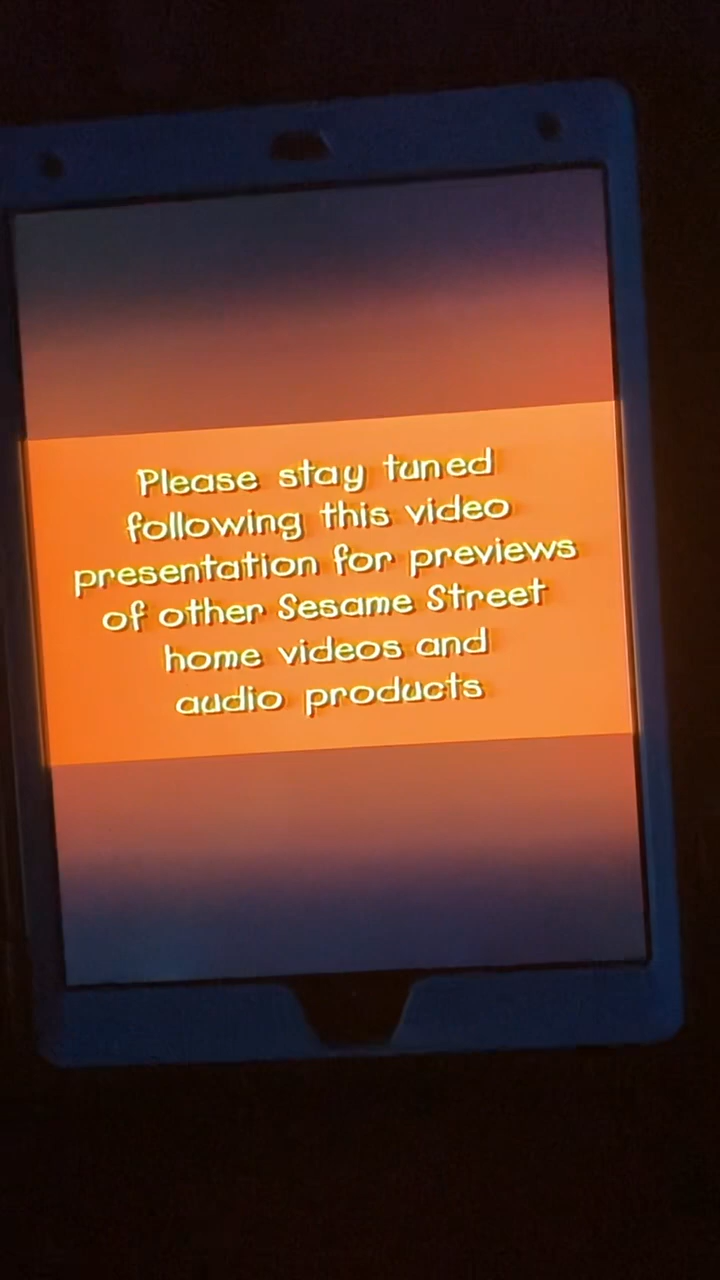 Please stay tuned
following this video
presentation for previews
of other Sesame Street
home videos and
audio products